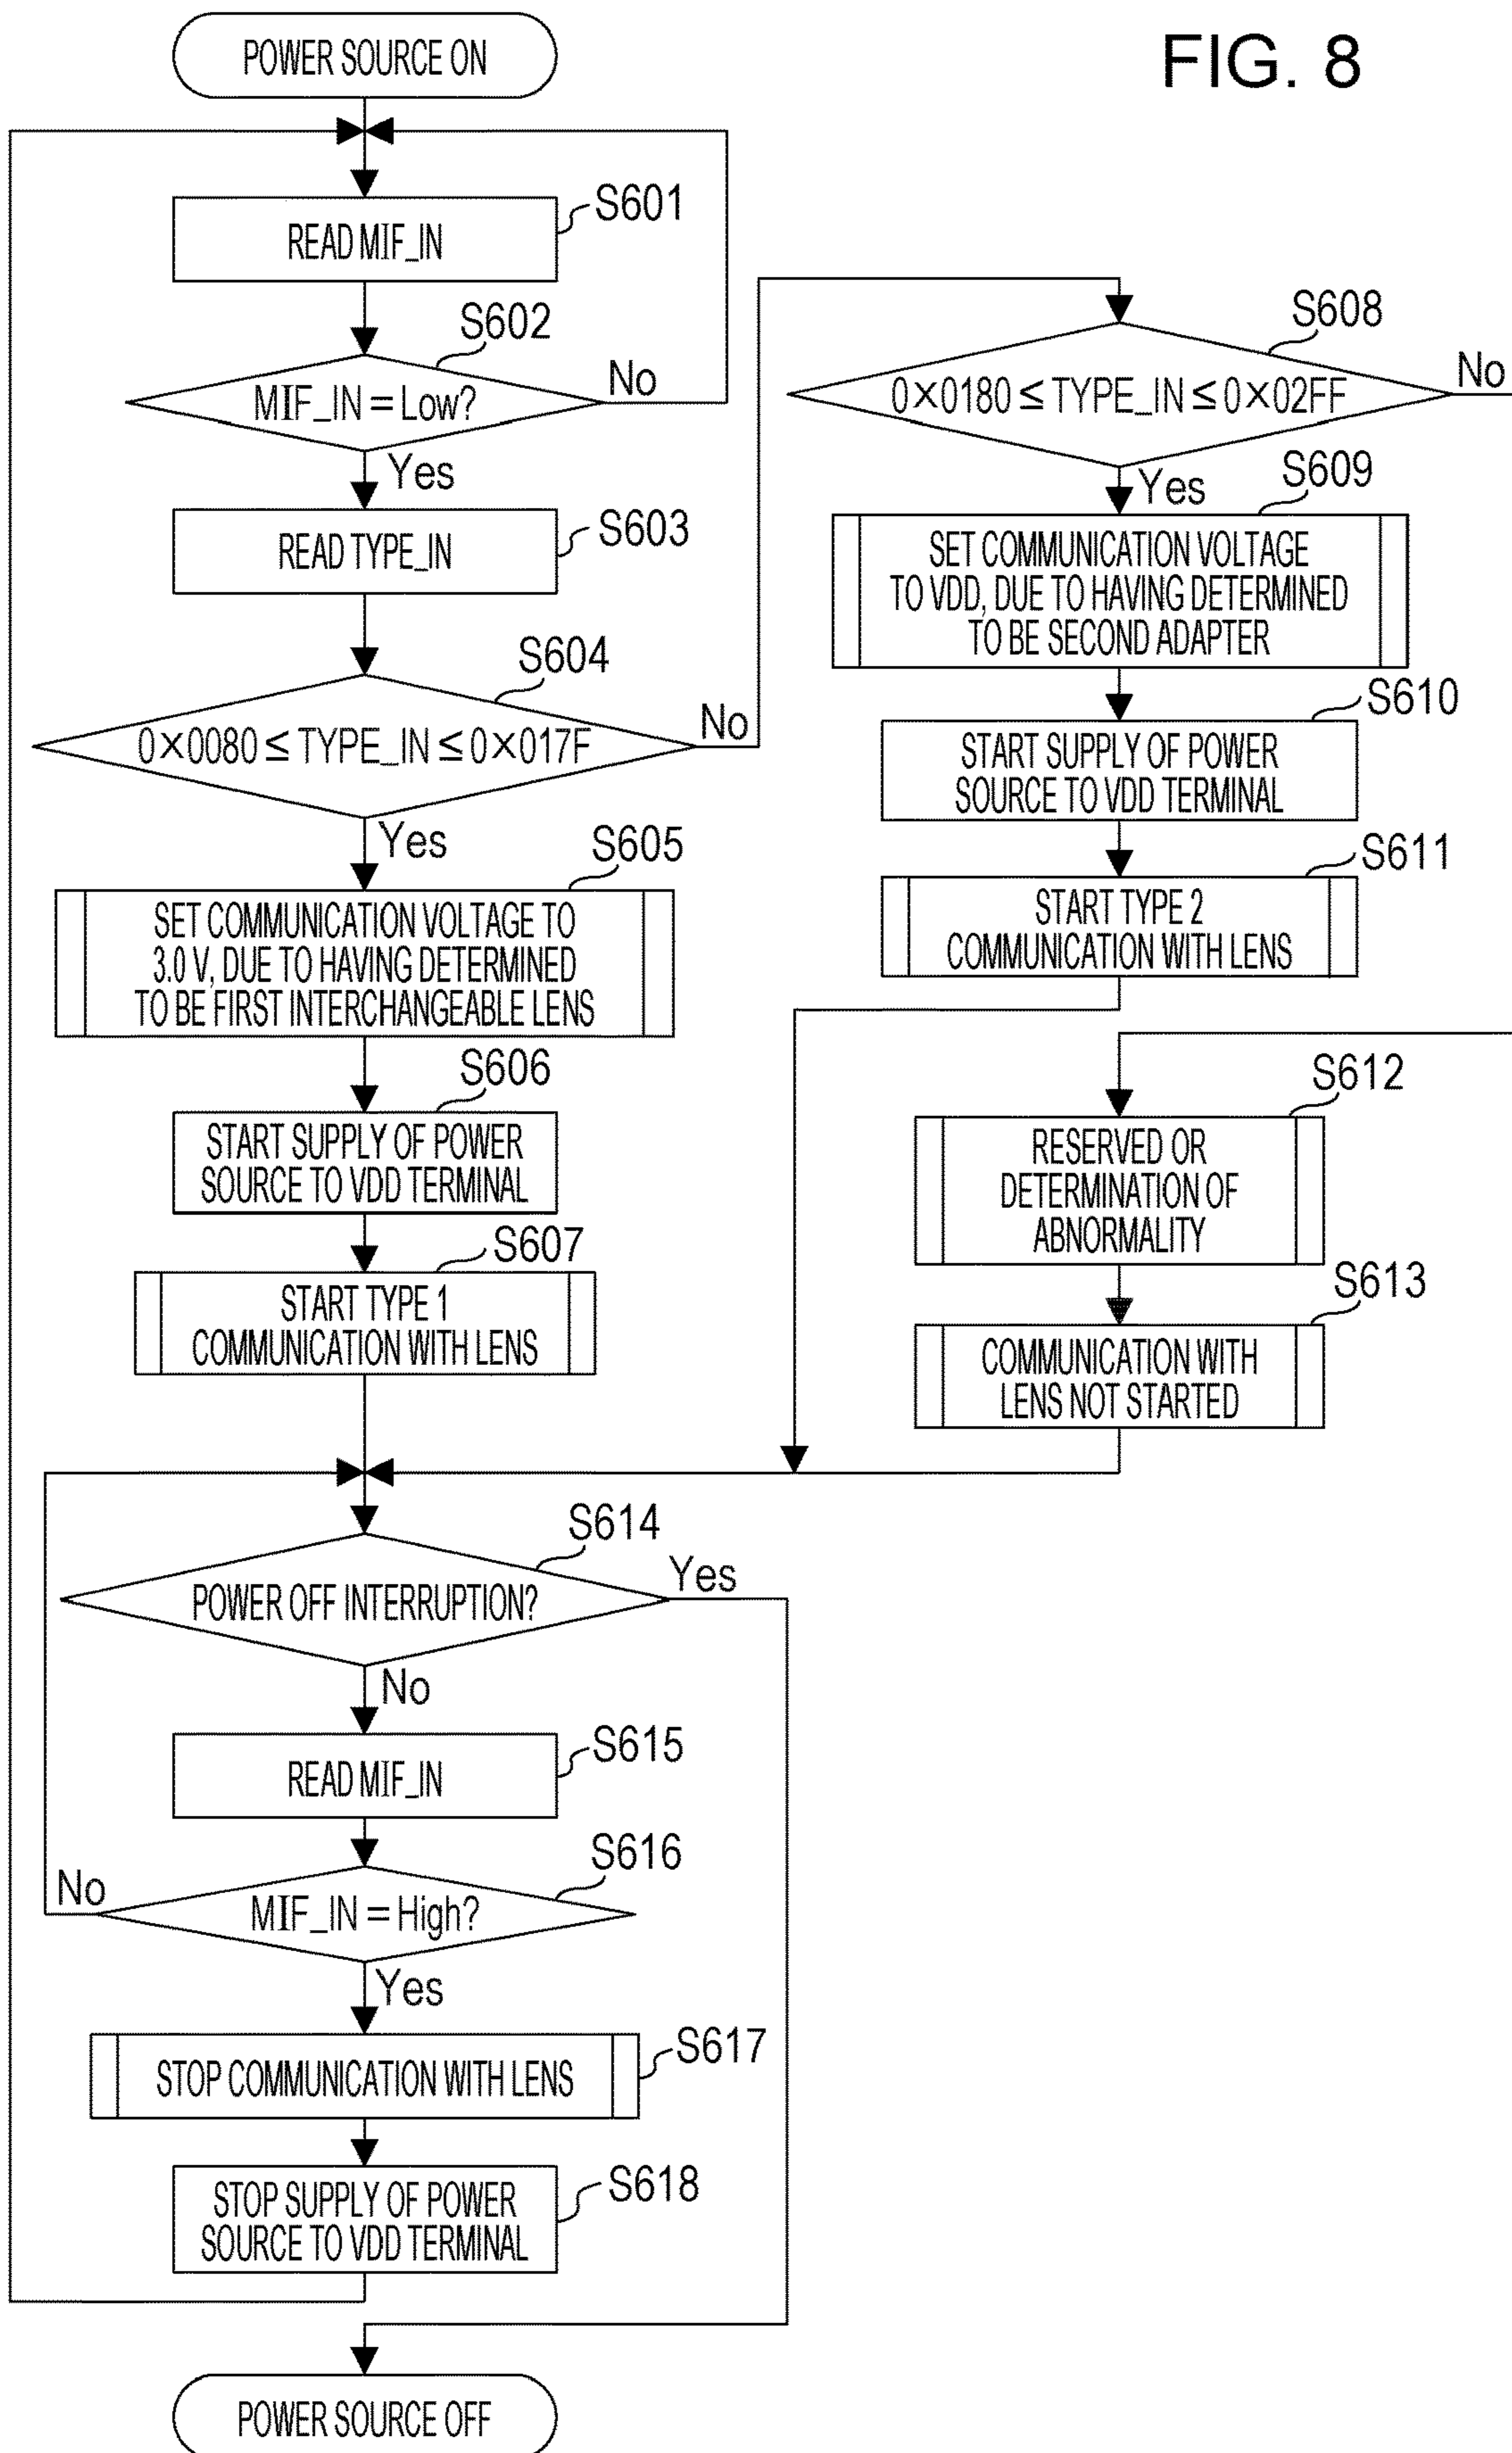 FIG. 8
POWER SOURCE ON
S601
READ MIF_IN
S602
MIF_IN = Low?
No
Yes
S603
READ TYPE_IN
S604
0×0080 ≤ TYPE_IN ≤ 0×017F
No
Yes
S605
SET COMMUNICATION VOLTAGE TO
3.0 V, DUE TO HAVING DETERMINED
TO BE FIRST INTERCHANGEABLE LENS
S606
START SUPPLY OF POWER
SOURCE TO VDD TERMINAL
S607
START TYPE 1
COMMUNICATION WITH LENS
S608
0×0180 ≤ TYPE_IN ≤ 0×02FF
No
Yes
S609
SET COMMUNICATION VOLTAGE
TO VDD, DUE TO HAVING DETERMINED
TO BE SECOND ADAPTER
S610
START SUPPLY OF POWER
SOURCE TO VDD TERMINAL
S611
START TYPE 2
COMMUNICATION WITH LENS
S612
RESERVED OR
DETERMINATION OF
ABNORMALITY
S613
COMMUNICATION WITH
LENS NOT STARTED
S614
POWER OFF INTERRUPTION?
Yes
No
S615
READ MIF_IN
S616
MIF_IN = High?
No
Yes
S617
STOP COMMUNICATION WITH LENS
S618
STOP SUPPLY OF POWER
SOURCE TO VDD TERMINAL
POWER SOURCE OFF